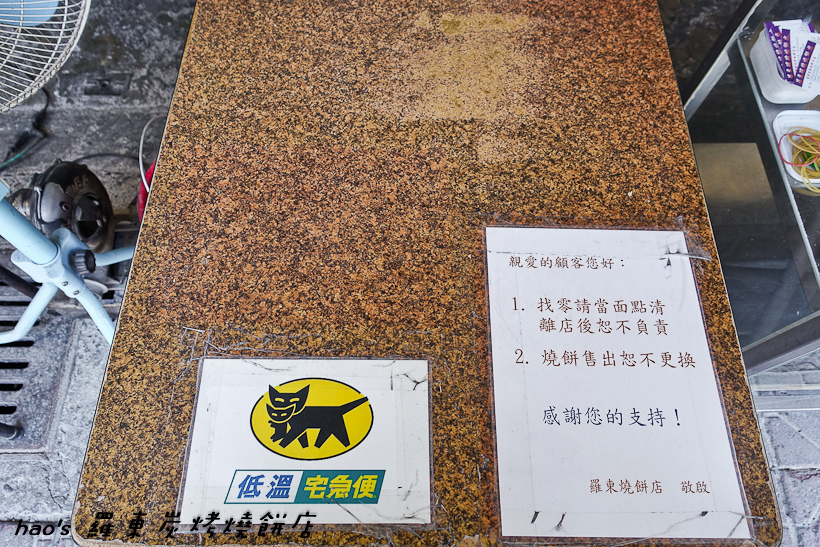 親愛的顧客您好：
1. 找零請當面點清
離店後恕不負責
2. 燒餅售出恕不更換
感謝您的支持！
羅東燒餅店 敬啟
低溫 宅急便
hao's 羅東炭烤燒餅店